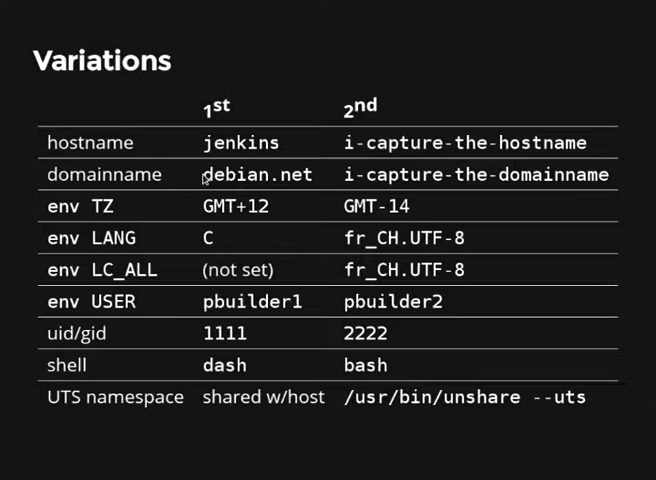 Variations
1st 2nd
hostname jenkins i-capture-the-hostname
domainname debian.net i-capture-the-domainname
env TZ GMT+12 GMT-14
env LANG C fr_CH.UTF-8
env LC_ALL (not set) fr_CH.UTF-8
env USER pbuilder1 pbuilder2
uid/gid 1111 2222
shell dash bash
UTS namespace shared w/host /usr/bin/unshare --uts